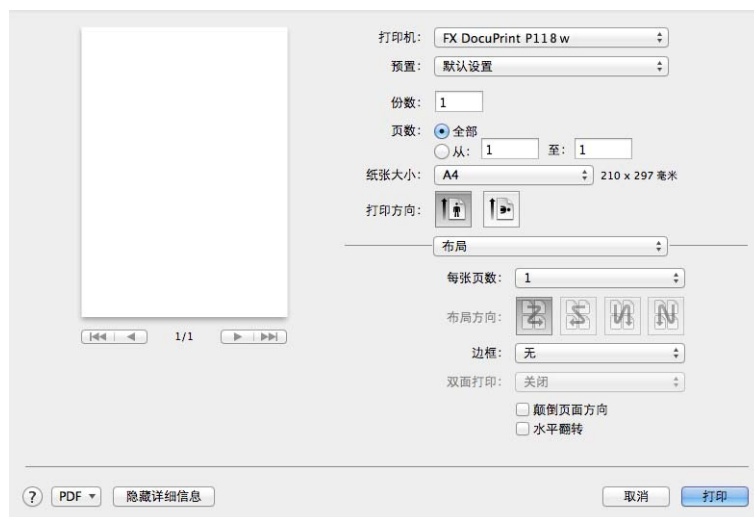 打印机： FX DocuPrint P118 w
预置： 默认设置
份数： 1
页数： 全部
从： 1 至： 1
纸张大小： A4 210 x 297 毫米
打印方向：
布局
每张页数： 1
布局方向：
1/1
边框： 无
双面打印： 关闭
颠倒页面方向
水平翻转
? PDF 隐藏详细信息 取消 打印